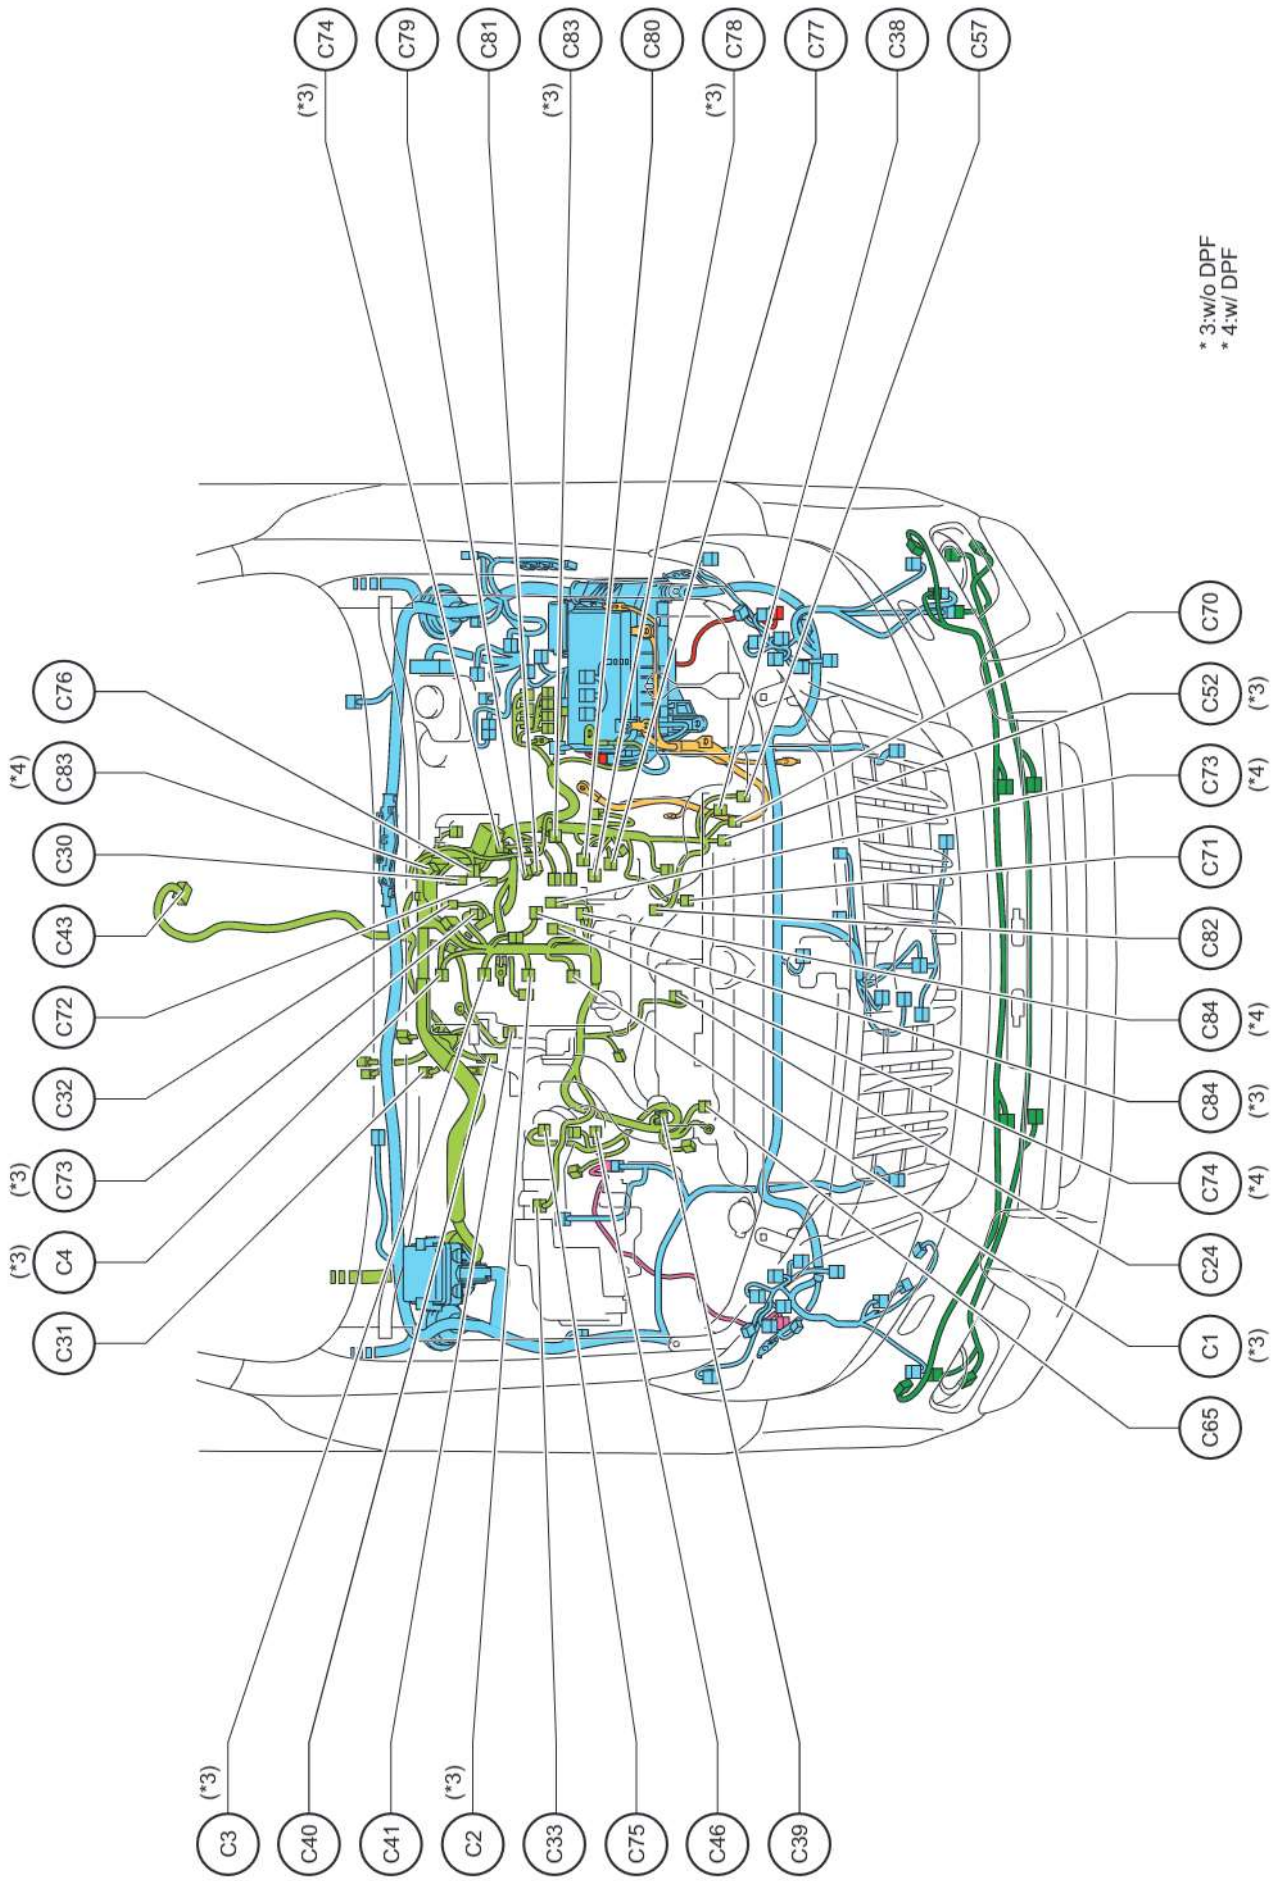 (*3)
(*3)
(*4)
C31
C4
C73
C32
C72
C43
C30
C83
C76
C3
(*3)
C40
C41
C2
(*3)
C33
C75
C46
C39
(*3)
C74
C79
C81
(*3)
C83
C80
(*3)
C78
C77
C38
C57
C65
C1
C24
C74
C84
C84
C82
C71
C73
C52
C70
(*3)
(*4)
(*3)
(*4)
(*4)
(*3)
* 3:w/o DPF
* 4:w/ DPF